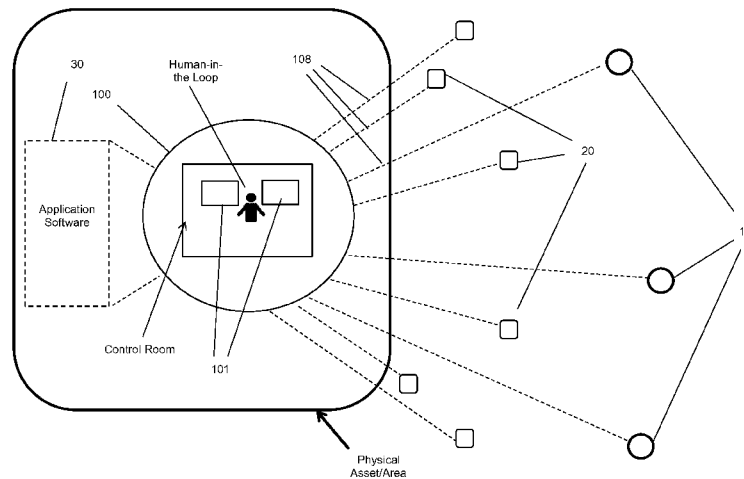 30
100
Human-in-
the Loop
108
20
1
Application
Software
Control Room
101
Physical
Asset/Area